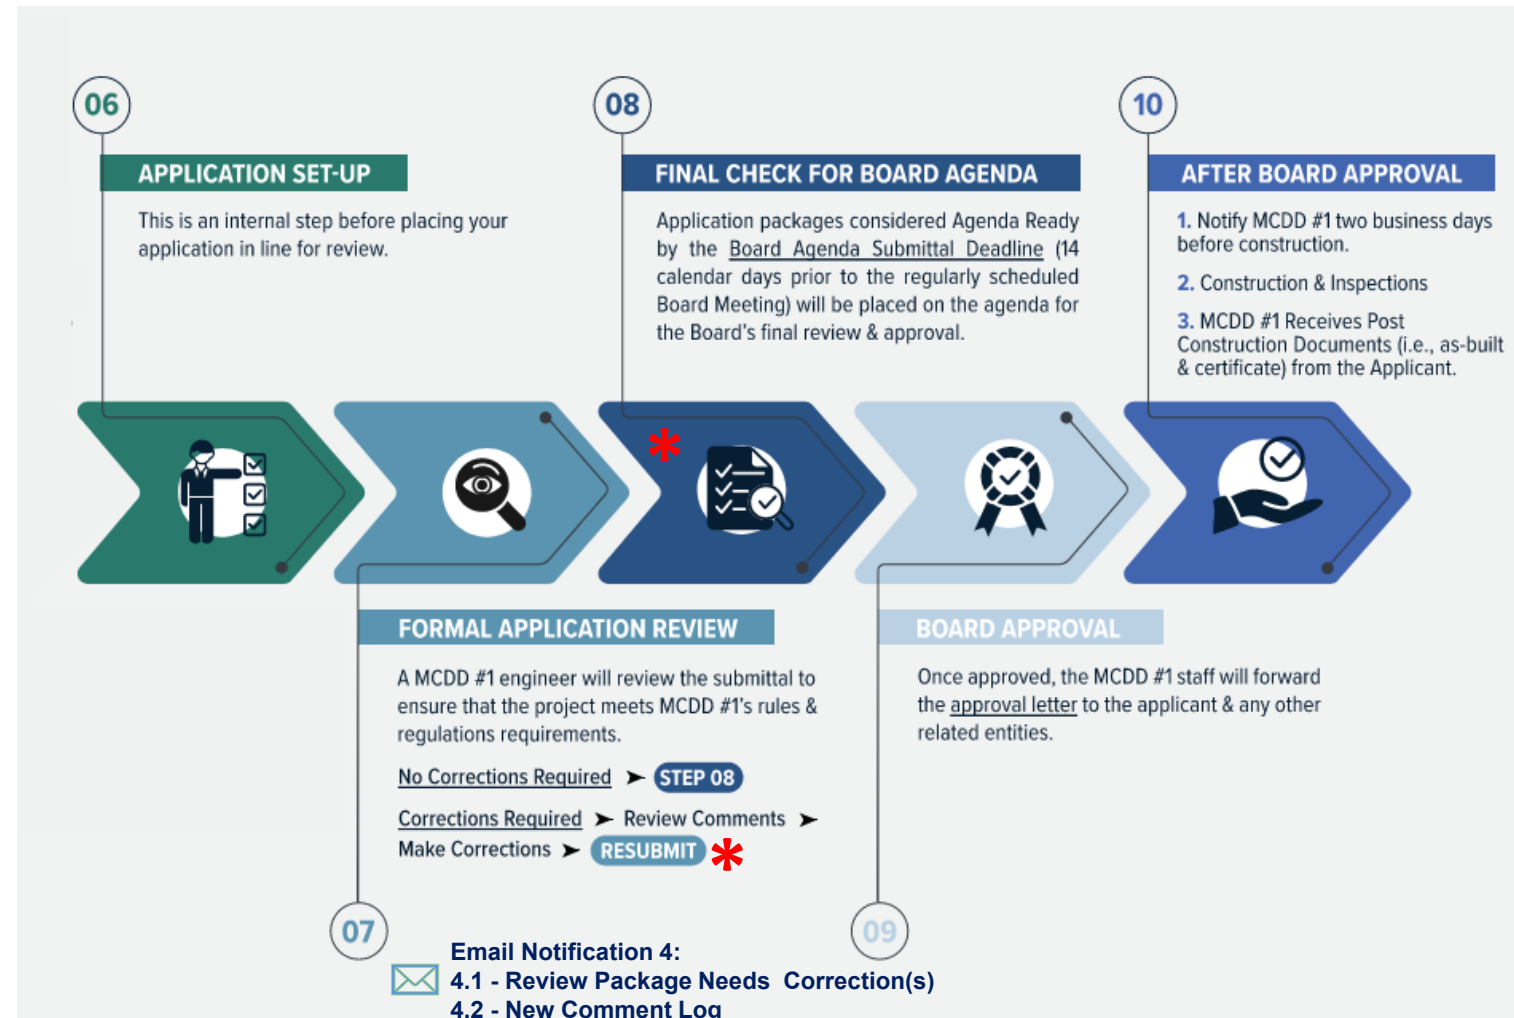 06
APPLICATION SET-UP
This is an internal step before placing your
application in line for review.
08
FINAL CHECK FOR BOARD AGENDA
Application packages considered Agenda Ready
by the Board Agenda Submittal Deadline (14
calendar days prior to the regularly scheduled
Board Meeting) will be placed on the agenda for
the Board's final review & approval.
10
AFTER BOARD APPROVAL
1. Notify MCDD #1 two business days
before construction.
2. Construction & Inspections
3. MCDD #1 Receives Post
Construction Documents (i.e., as-built
& certificate) from the Applicant.
*
FORMAL APPLICATION REVIEW
A MCDD #1 engineer will review the submittal to
ensure that the project meets MCDD #1's rules &
regulations requirements.
No Corrections Required ➤ STEP 08
Corrections Required ➤ Review Comments ➤
Make Corrections ➤ RESUBMIT *
07
BOARD APPROVAL
Once approved, the MCDD #1 staff will forward
the approval letter to the applicant & any other
related entities.
09
Email Notification 4:
4.1 - Review Package Needs Correction(s)
4.2 - New Comment Log